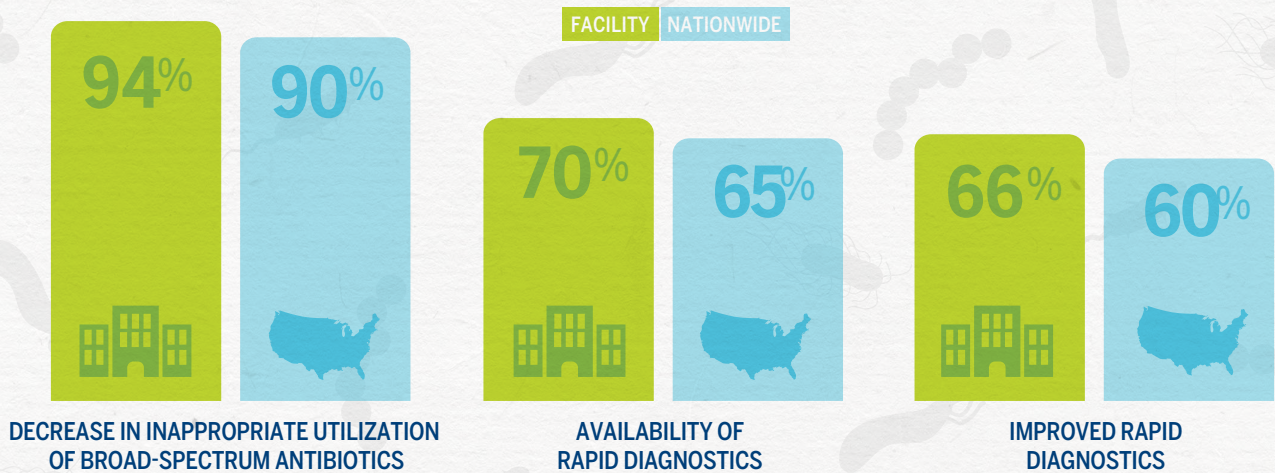 FACILITY NATIONWIDE
94% 90%
70% 65%
66% 60%
DECREASE IN INAPPROPRIATE UTILIZATION
OF BROAD-SPECTRUM ANTIBIOTICS
AVAILABILITY OF
RAPID DIAGNOSTICS
IMPROVED RAPID
DIAGNOSTICS